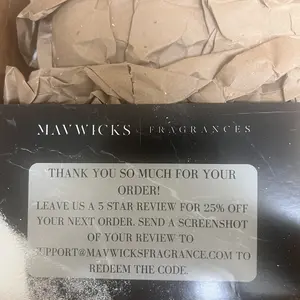 MAVWICKS FRAGRANCES
THANK YOU SO MUCH FOR YOUR
ORDER!
LEAVE US A 5 STAR REVIEW FOR 25% OFF
YOUR NEXT ORDER. SEND A SCREENSHOT
OF YOUR REVIEW TO
SUPPORT@MAVWICKSFRAGRANCE.COM TO
REDEEM THE CODE.